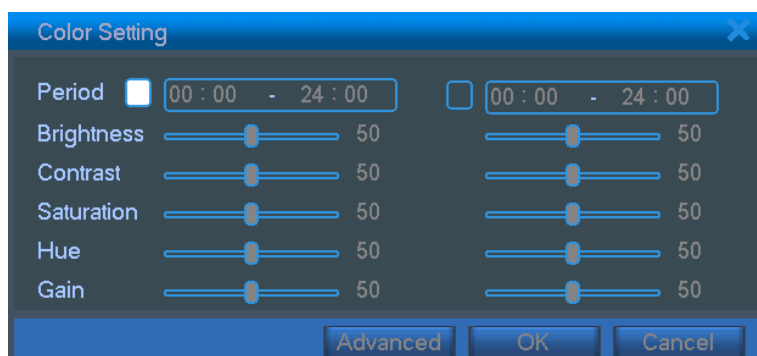 Color Setting
Period 00:00 - 24:00 00:00 - 24:00
Brightness 50 50
Contrast 50 50
Saturation 50 50
Hue 50 50
Gain 50 50
Advanced OK Cancel